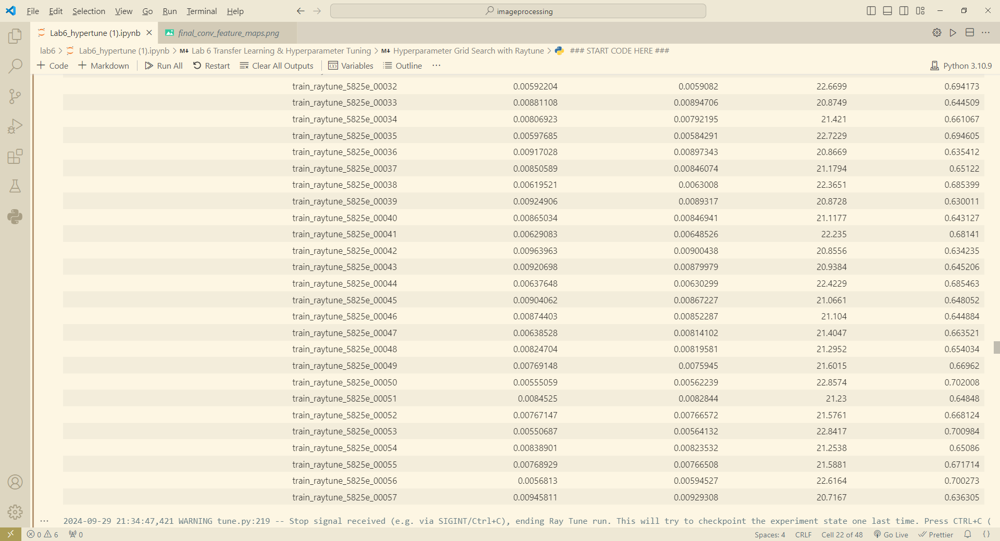 File Edit Selection View Go Run Terminal Help imageprocessing
Lab6_hypertune (1).ipynb final_conv_feature_maps.png
lab6 > Lab6_hypertune (1).ipynb > M↓ Lab 6 Transfer Learning & Hyperparameter Tuning > M↓ Hyperparameter Grid Search with Raytune > ### START CODE HERE ###
+ Code + Markdown Run All Restart Clear All Outputs Variables Outline ... Python 3.10.9
train_raytune_5825e_00032 0.00592204 0.0059082 22.6699 0.694173
train_raytune_5825e_00033 0.00881108 0.00894706 20.8749 0.644509
train_raytune_5825e_00034 0.00806923 0.00792195 21.421 0.661067
train_raytune_5825e_00035 0.00597685 0.00584291 22.7229 0.694605
train_raytune_5825e_00036 0.00917028 0.00897343 20.8669 0.635412
train_raytune_5825e_00037 0.00850589 0.00846074 21.1794 0.65122
train_raytune_5825e_00038 0.00619521 0.0063008 22.3651 0.685399
train_raytune_5825e_00039 0.00924906 0.0089317 20.8728 0.630011
train_raytune_5825e_00040 0.00865034 0.00846941 21.1177 0.643127
train_raytune_5825e_00041 0.00629083 0.00648526 22.235 0.68141
train_raytune_5825e_00042 0.00963963 0.00900438 20.8556 0.634235
train_raytune_5825e_00043 0.00920698 0.00879979 20.9384 0.645206
train_raytune_5825e_00044 0.00637648 0.00630299 22.4229 0.685463
train_raytune_5825e_00045 0.00904062 0.00867227 21.0661 0.648052
train_raytune_5825e_00046 0.00874403 0.00852287 21.104 0.644884
train_raytune_5825e_00047 0.00638528 0.00814102 21.4047 0.663521
train_raytune_5825e_00048 0.00824704 0.00819581 21.2952 0.654034
train_raytune_5825e_00049 0.00769148 0.0075945 21.6015 0.66962
train_raytune_5825e_00050 0.00555059 0.00562239 22.8574 0.702008
train_raytune_5825e_00051 0.0084525 0.0082844 21.23 0.64848
train_raytune_5825e_00052 0.00767147 0.00766572 21.5761 0.668124
train_raytune_5825e_00053 0.00550687 0.00564132 22.8417 0.700984
train_raytune_5825e_00054 0.00838901 0.00823532 21.2538 0.65086
train_raytune_5825e_00055 0.00768929 0.00766508 21.5881 0.671714
train_raytune_5825e_00056 0.0056813 0.00594527 22.6164 0.700273
train_raytune_5825e_00057 0.00945811 0.00929308 20.7167 0.636305
... 2024-09-29 21:34:47,421 WARNING tune.py:219 -- Stop signal received (e.g. via SIGINT/Ctrl+C), ending Ray Tune run. This will try to checkpoint the experiment state one last time. Press CTRL+C (
0 6 0 Spaces: 4 CRLF Cell 22 of 48 Go Live Prettier {}